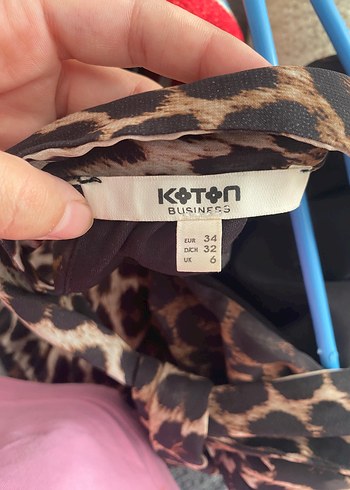 KOTON
BUSINESS
EUR 34
D/CH 32
UK 6